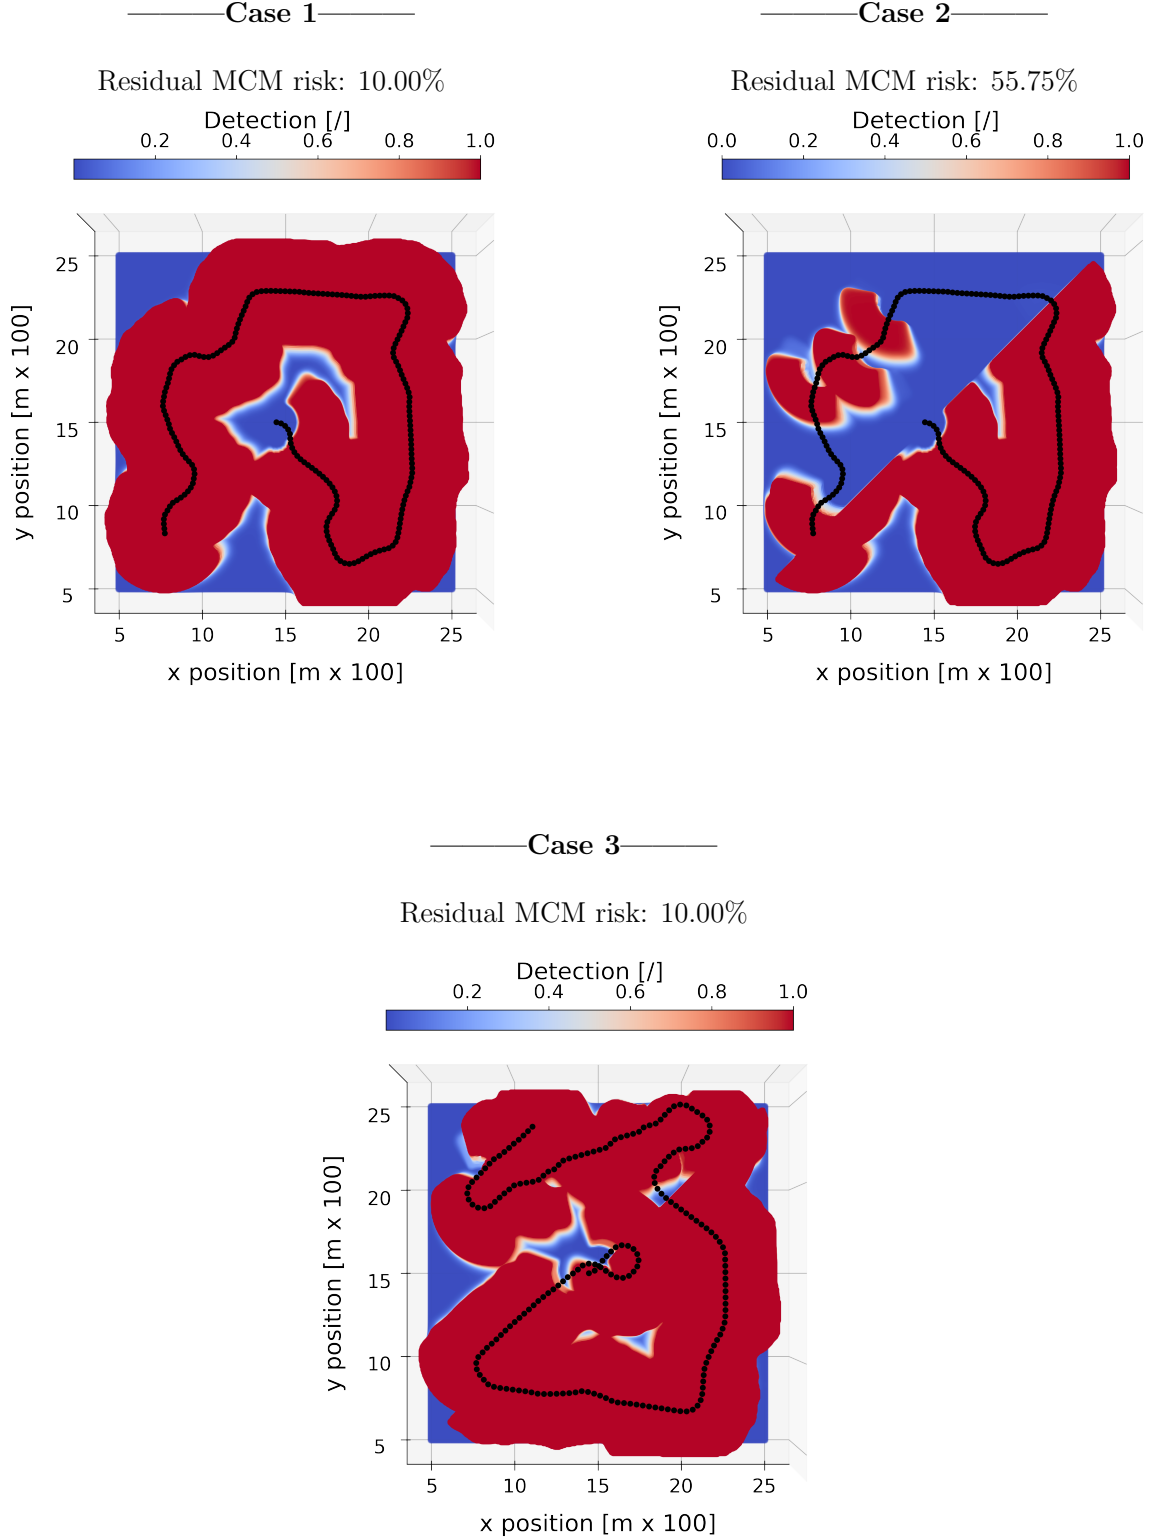 Case 1
Residual MCM risk: 10.00%
Detection [/]
0.2 0.4 0.6 0.8 1.0
25
20
15
10
5
y position [m x 100]
5 10 15 20 25
x position [m x 100]
Case 2
Residual MCM risk: 55.75%
Detection [/]
0.0 0.2 0.4 0.6 0.8 1.0
25
20
15
10
5
y position [m x 100]
5 10 15 20 25
x position [m x 100]
Case 3
Residual MCM risk: 10.00%
Detection [/]
0.2 0.4 0.6 0.8 1.0
25
20
15
10
5
y position [m x 100]
5 10 15 20 25
x position [m x 100]